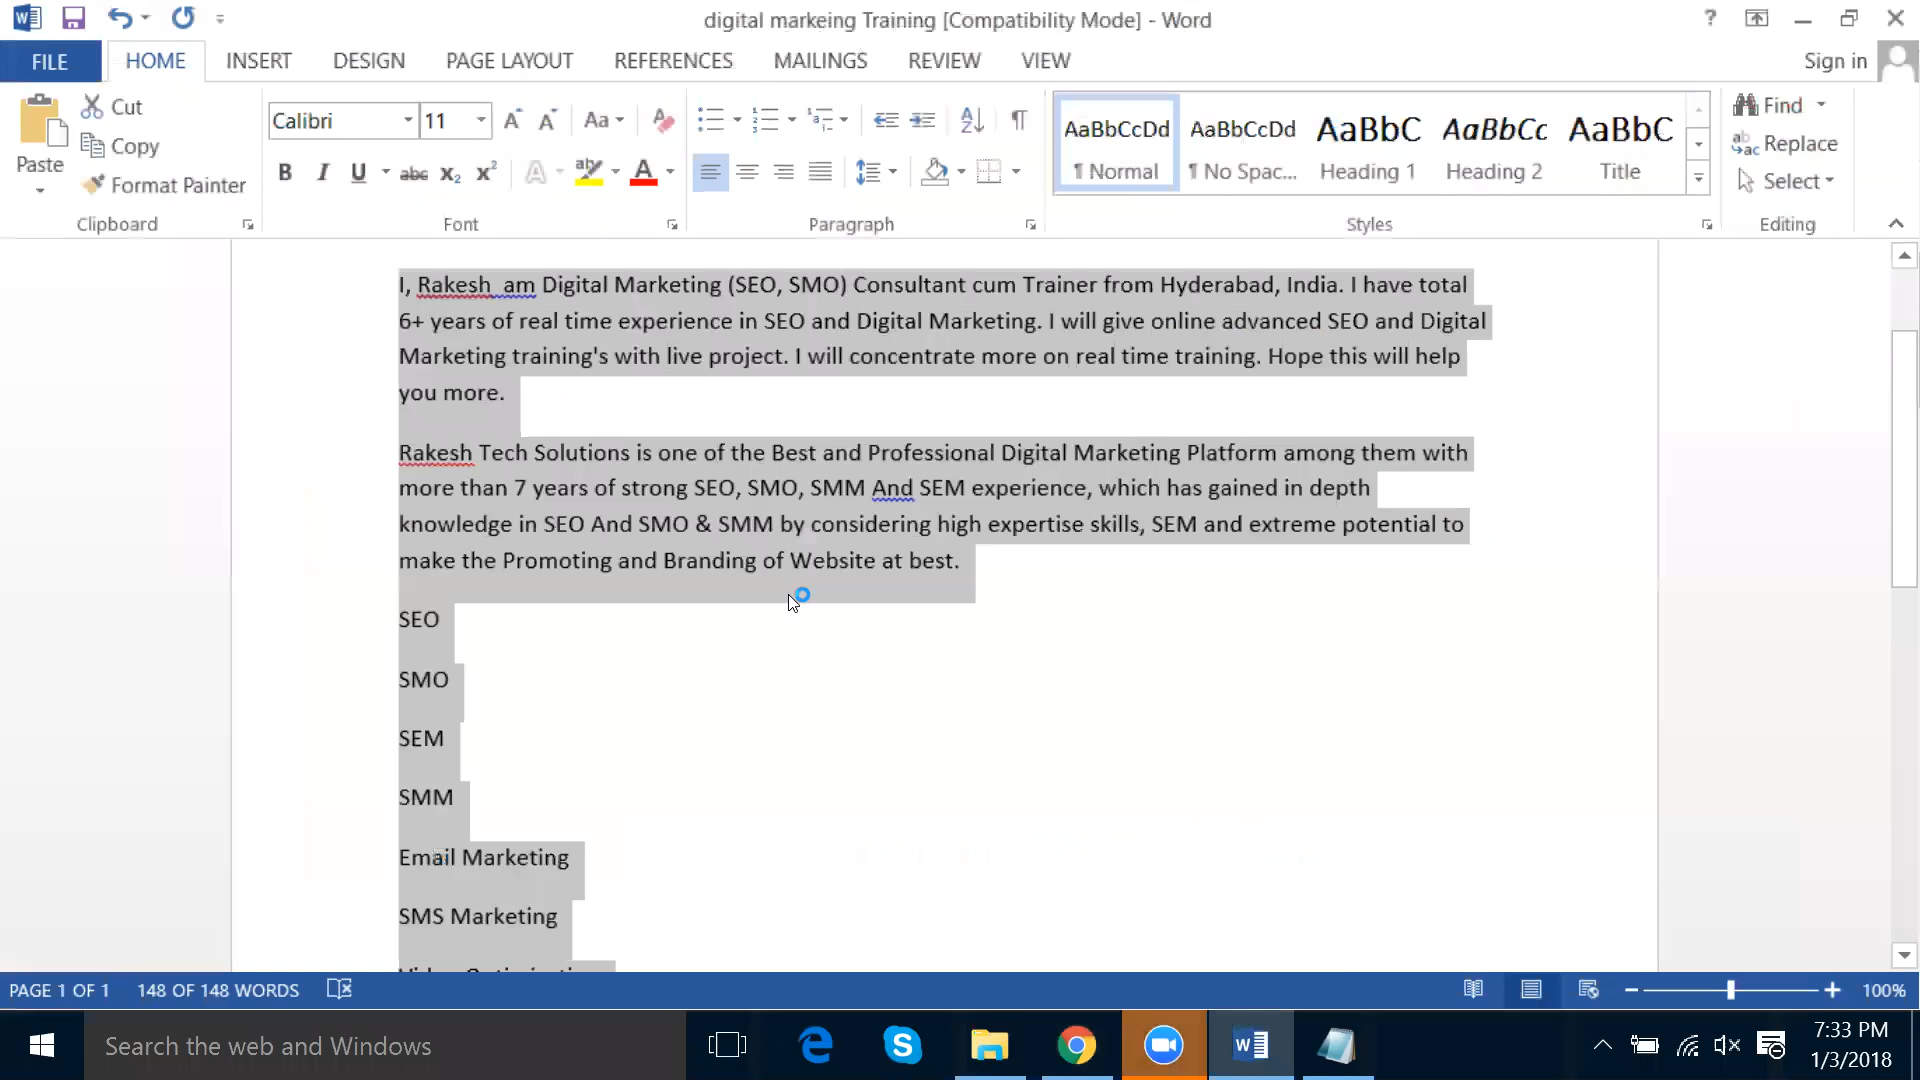 digital markeing Training [Compatibility Mode] - Word
FILE HOME INSERT DESIGN PAGE LAYOUT REFERENCES MAILINGS REVIEW VIEW Sign in
Paste Cut Copy Format Painter
Clipboard
Calibri 11
Font
Paragraph
AaBbCcDd AaBbCcDd AaBbC AaBbCc AaBbC
¶ Normal ¶ No Spac... Heading 1 Heading 2 Title
Styles
Find
Replace
Select
Editing
I, Rakesh am Digital Marketing (SEO, SMO) Consultant cum Trainer from Hyderabad, India. I have total
6+ years of real time experience in SEO and Digital Marketing. I will give online advanced SEO and Digital
Marketing training's with live project. I will concentrate more on real time training. Hope this will help
you more.
Rakesh Tech Solutions is one of the Best and Professional Digital Marketing Platform among them with
more than 7 years of strong SEO, SMO, SMM And SEM experience, which has gained in depth
knowledge in SEO And SMO & SMM by considering high expertise skills, SEM and extreme potential to
make the Promoting and Branding of Website at best.
SEO
SMO
SEM
SMM
Email Marketing
SMS Marketing
PAGE 1 OF 1 148 OF 148 WORDS 100%
Search the web and Windows
7:33 PM
1/3/2018